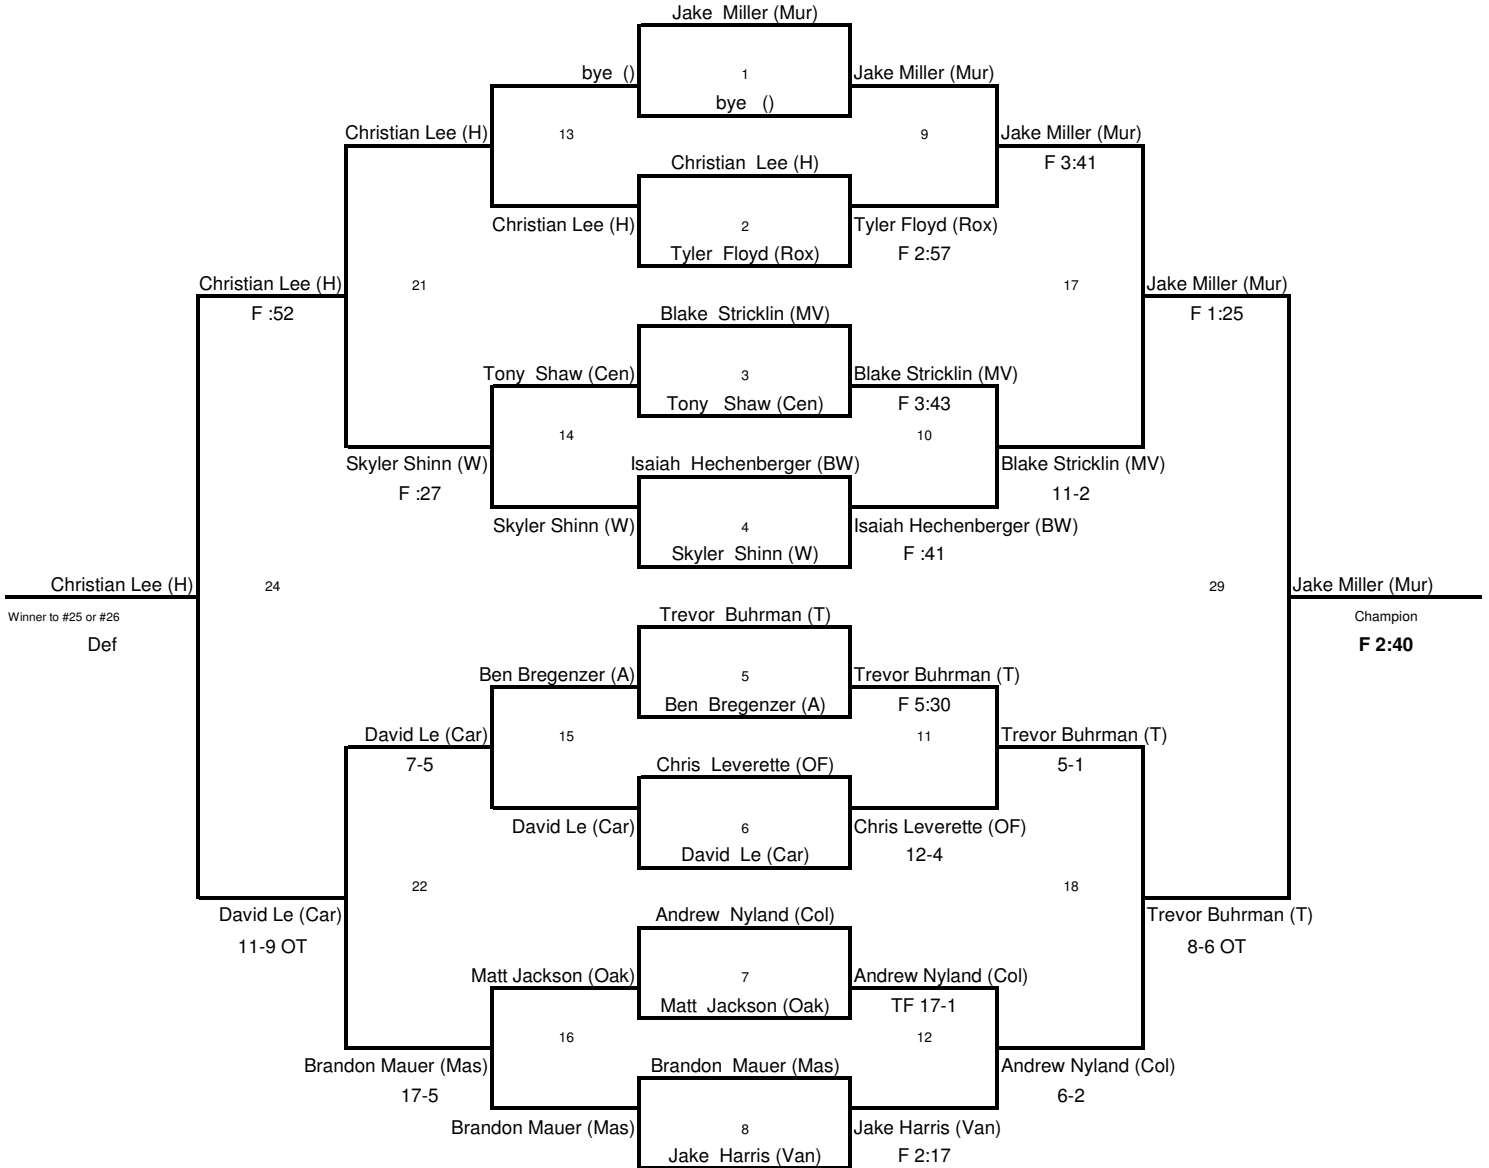 Jake Miller (Mur)
bye ()
1
Jake Miller (Mur)
bye ()
Christian Lee (H)
13
9
Jake Miller (Mur)
Christian Lee (H)
F 3:41
Christian Lee (H)
2
Tyler Floyd (Rox)
Tyler Floyd (Rox)
F 2:57
Christian Lee (H)
21
17
Jake Miller (Mur)
F :52
Blake Stricklin (MV)
F 1:25
Tony Shaw (Cen)
3
Blake Stricklin (MV)
Tony Shaw (Cen)
F 3:43
14
10
Skyler Shinn (W)
Isaiah Hechenberger (BW)
Blake Stricklin (MV)
F :27
11-2
Skyler Shinn (W)
4
Isaiah Hechenberger (BW)
Skyler Shinn (W)
F :41
Christian Lee (H)
24
29
Jake Miller (Mur)
Winner to #25 or #26
Trevor Buhrman (T)
Champion
Def
F 2:40
Ben Bregenzer (A)
5
Trevor Buhrman (T)
Ben Bregenzer (A)
F 5:30
David Le (Car)
15
11
Trevor Buhrman (T)
7-5
Chris Leverette (OF)
5-1
David Le (Car)
6
Chris Leverette (OF)
David Le (Car)
12-4
22
18
David Le (Car)
Andrew Nyland (Col)
Trevor Buhrman (T)
11-9 OT
8-6 OT
Matt Jackson (Oak)
7
Andrew Nyland (Col)
Matt Jackson (Oak)
TF 17-1
16
12
Brandon Mauer (Mas)
Brandon Mauer (Mas)
Andrew Nyland (Col)
17-5
6-2
Brandon Mauer (Mas)
8
Jake Harris (Van)
Jake Harris (Van)
F 2:17